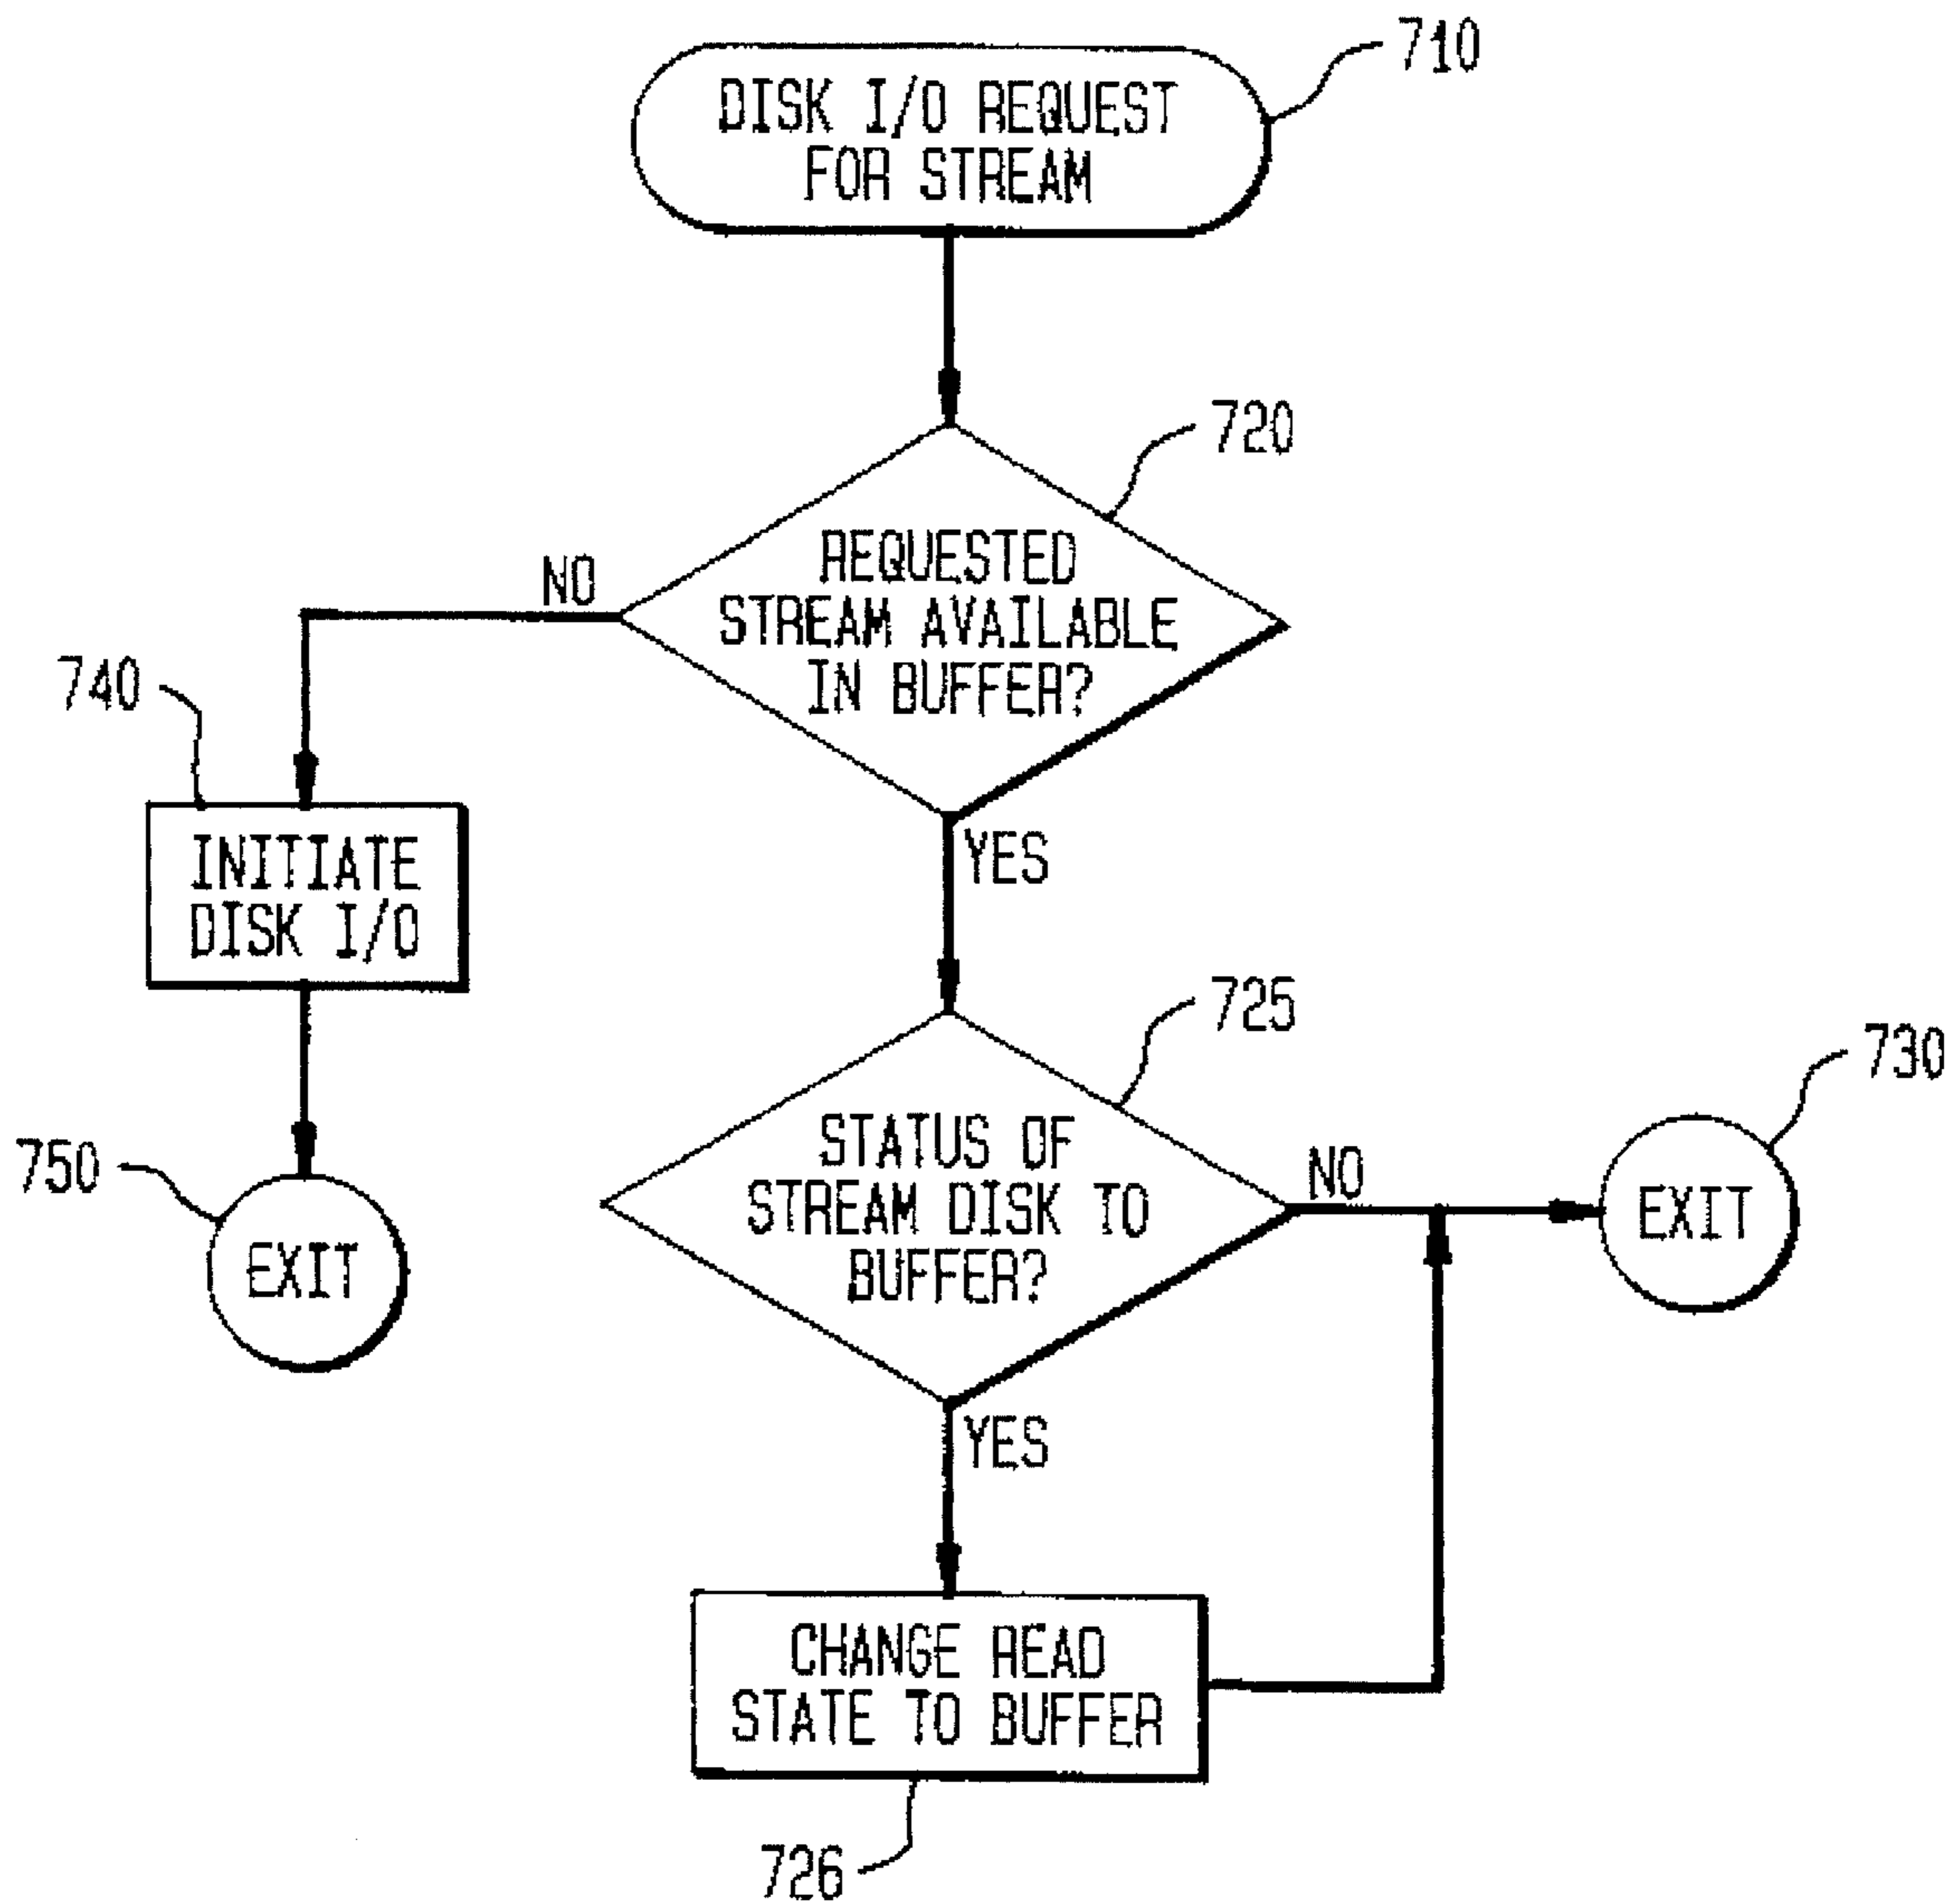 710
DISK I/O REQUEST
FOR STREAM
720
REQUESTED
STREAM AVAILABLE
IN BUFFER?
NO
YES
740
INITIATE
DISK I/O
750
EXIT
725
STATUS OF
STREAM DISK TO
BUFFER?
NO
730
EXIT
YES
CHANGE READ
STATE TO BUFFER
726